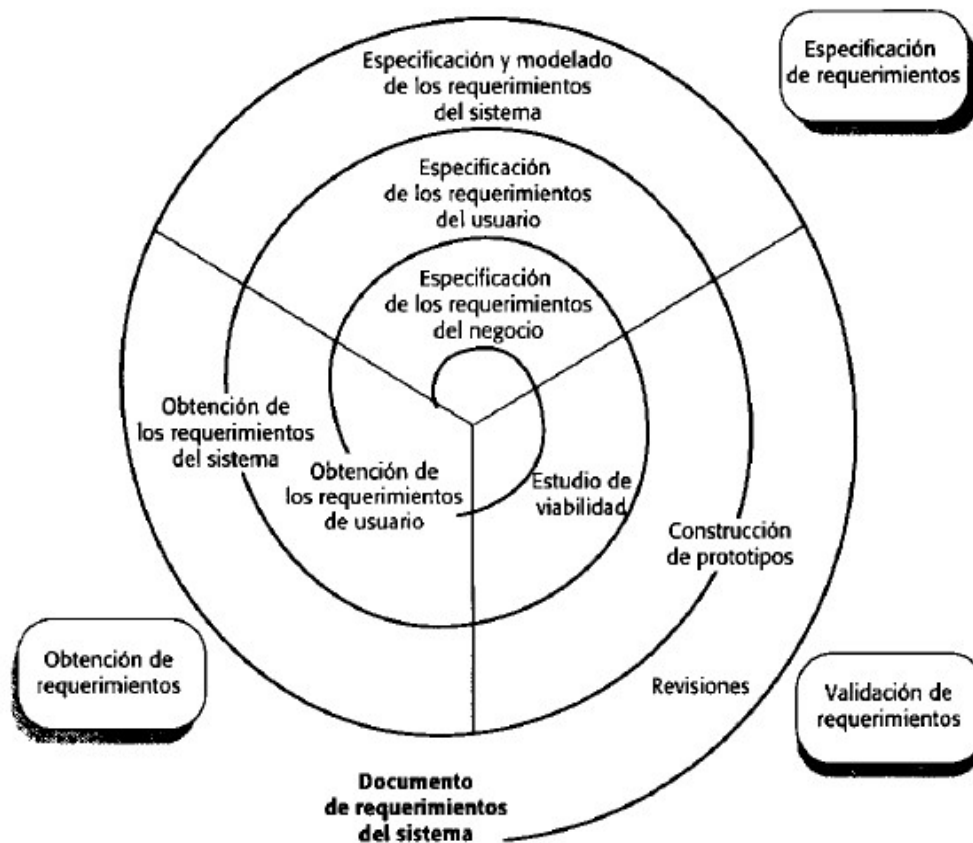 Especificación
de requerimientos
Especificación y modelado
de los requerimientos
del sistema
Especificación
de los requerimientos
del usuario
Especificación
de los requerimientos
del negocio
Obtención de
los requerimientos
del sistema
Obtención de
los requerimientos
de usuario
Estudio de
viabilidad
Construcción
de prototipos
Obtención de
requerimientos
Revisiones
Validación de
requerimientos
Documento
de requerimientos
del sistema